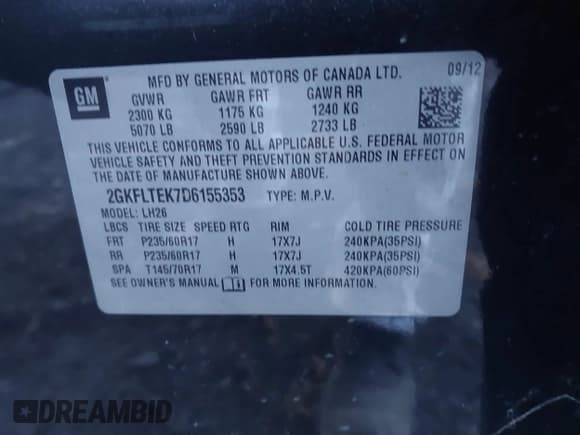 GM
®
MFD BY GENERAL MOTORS OF CANADA LTD.
09/12
GVWR GAWR FRT GAWR RR
2300 KG 1175 KG 1240 KG
5070 LB 2590 LB 2733 LB
THIS VEHICLE CONFORMS TO ALL APPLICABLE U.S. FEDERAL MOTOR
VEHICLE SAFETY AND THEFT PREVENTION STANDARDS IN EFFECT ON
THE DATE OF MANUFACTURE SHOWN ABOVE.
2GKFLTEK7D6155353 TYPE: M.P.V.
MODEL: LH26
LBCS TIRE SIZE SPEED RTG RIM COLD TIRE PRESSURE
FRT P235/60R17 H 17X7J 240KPA(35PSI)
RR P235/60R17 H 17X7J 240KPA(35PSI)
SPA T145/70R17 M 17X4.5T 420KPA(60PSI)
SEE OWNER'S MANUAL FOR MORE INFORMATION.
DREAMBID